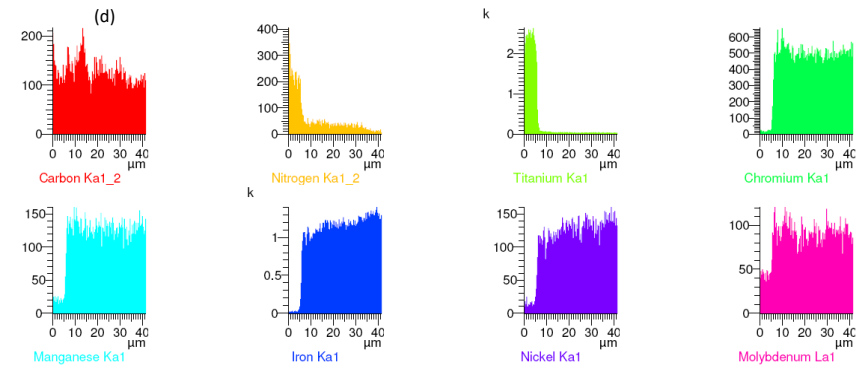 (d)
k
200
100
0
0 10 20 30 40
µm
Carbon Ka1_2
400
300
200
100
0
0 10 20 30 40
µm
Nitrogen Ka1_2
2
1
0
0 10 20 30 40
µm
Titanium Ka1
600
500
400
300
200
100
0
0 10 20 30 40
µm
Chromium Ka1
k
150
100
50
0
0 10 20 30 40
µm
Manganese Ka1
1
0.5
0
0 10 20 30 40
µm
Iron Ka1
150
100
50
0
0 10 20 30 40
µm
Nickel Ka1
100
50
0
0 10 20 30 40
µm
Molybdenum La1